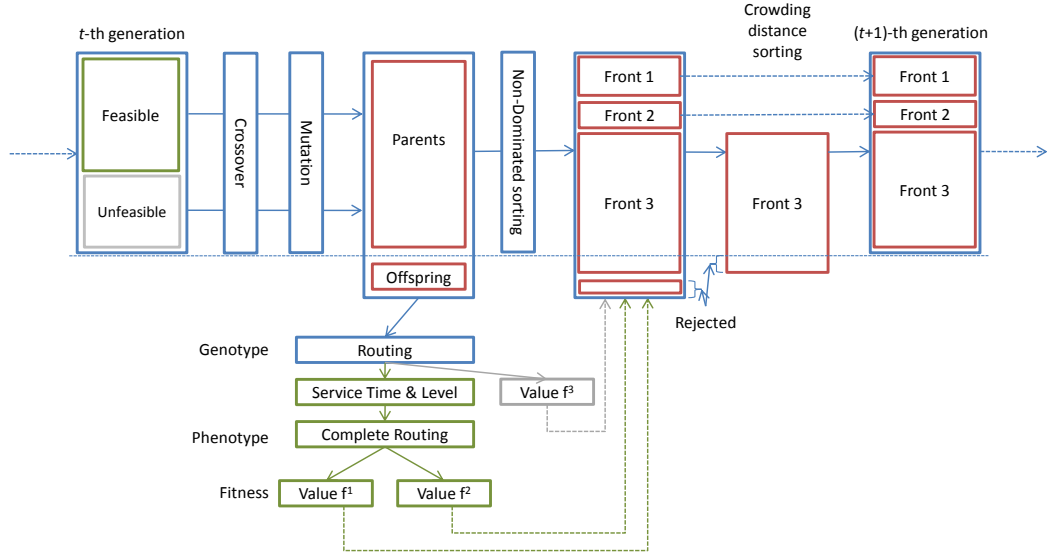 t-th generation
Crowding
distance
sorting
(t+1)-th generation
Feasible
Unfeasible
Crossover
Mutation
Parents
Offspring
Non-Dominated sorting
Front 1
Front 2
Front 3
Front 3
Front 1
Front 2
Front 3
Rejected
Genotype
Routing
Service Time & Level
Value f³
Phenotype
Complete Routing
Fitness
Value f¹
Value f²